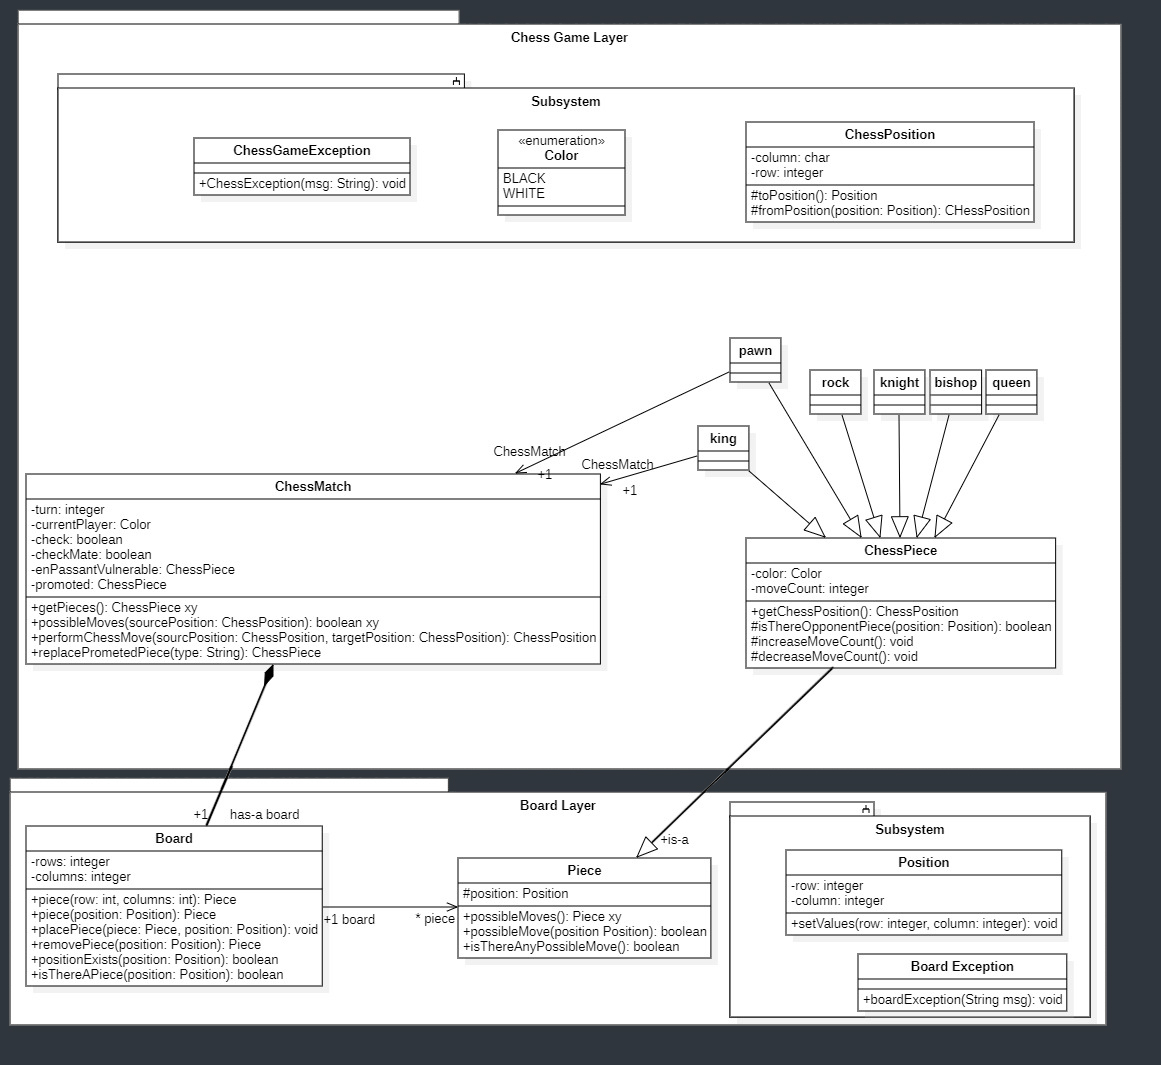 Chess Game Layer
Subsystem
ChessGameException
+ChessException(msg: String): void
«enumeration»
Color
BLACK
WHITE
ChessPosition
-column: char
-row: integer
#toPosition(): Position
#fromPosition(position: Position): CHessPosition
pawn
rock
knight
bishop
queen
king
ChessMatch
+1
ChessMatch
+1
ChessMatch
-turn: integer
-currentPlayer: Color
-check: boolean
-checkMate: boolean
-enPassantVulnerable: ChessPiece
-promoted: ChessPiece
+getPieces(): ChessPiece xy
+possibleMoves(sourcePosition: ChessPosition): boolean xy
+performChessMove(sourcPosition: ChessPosition, targetPosition: ChessPosition): ChessPosition
+replacePrometedPiece(type: String): ChessPiece
ChessPiece
-color: Color
-moveCount: integer
+getChessPosition(): ChessPosition
#isThereOpponentPiece(position: Position): boolean
#increaseMoveCount(): void
#decreaseMoveCount(): void
Board Layer
+1
has-a board
Board
-rows: integer
-columns: integer
+piece(row: int, columns: int): Piece
+piece(position: Position): Piece
+placePiece(piece: Piece, position: Position): void
+removePiece(position: Position): Piece
+positionExists(position: Position): boolean
+isThereAPiece(position: Position): boolean
+1 board
* piece
+is-a
Piece
#position: Position
+possibleMoves(): Piece xy
+possibleMove(position Position): boolean
+isThereAnyPossibleMove(): boolean
Subsystem
Position
-row: integer
-column: integer
+setValues(row: integer, column: integer): void
Board Exception
+boardException(String msg): void